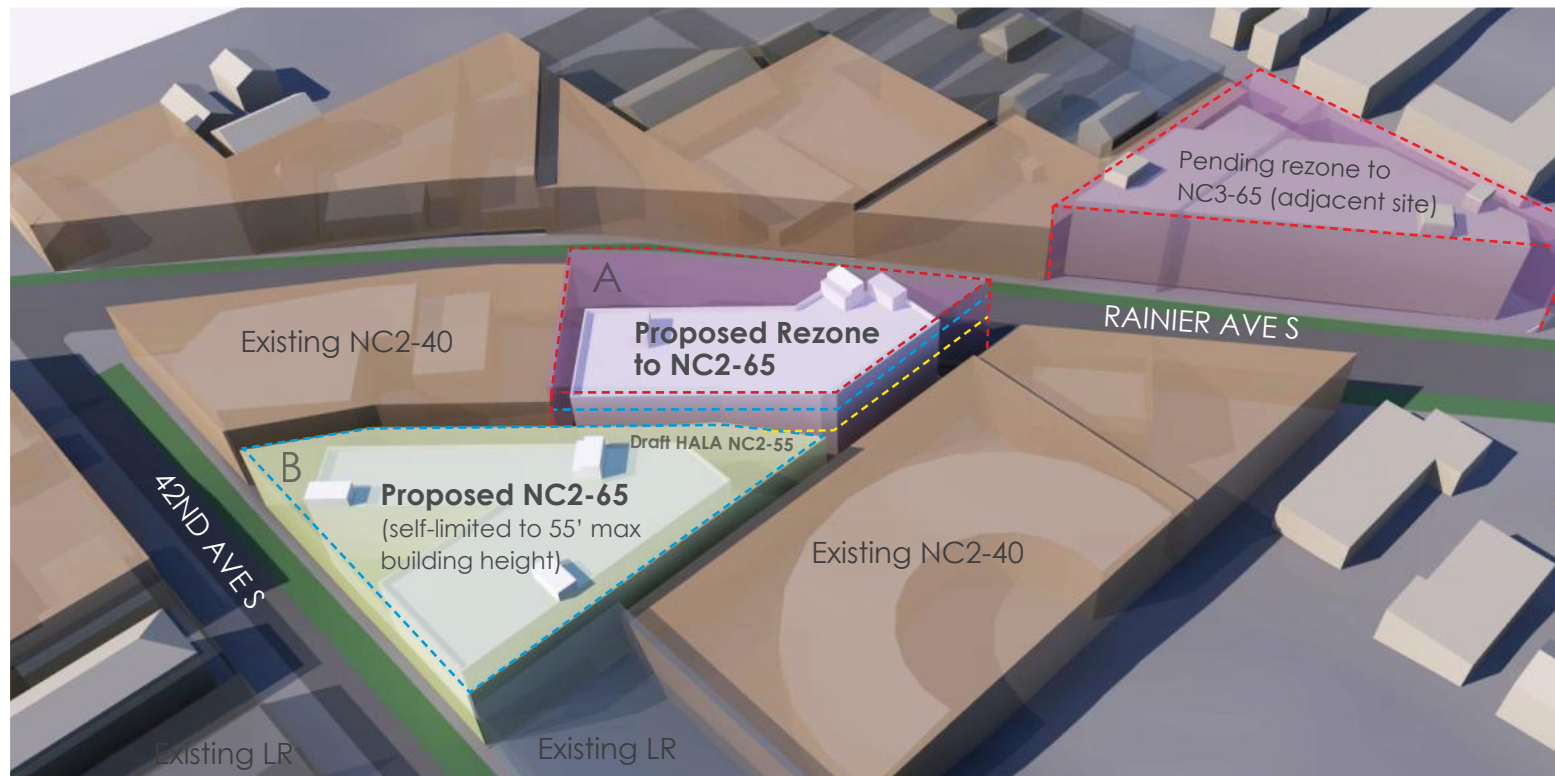 Pending rezone to
NC3-65 (adjacent site)
A
RAINIER AVE S
Existing NC2-40
Proposed Rezone
to NC2-65
Draft HALA NC2-55
B
Proposed NC2-65
(self-limited to 55’ max
building height)
42ND AVE S
Existing NC2-40
Existing LR
Existing LR